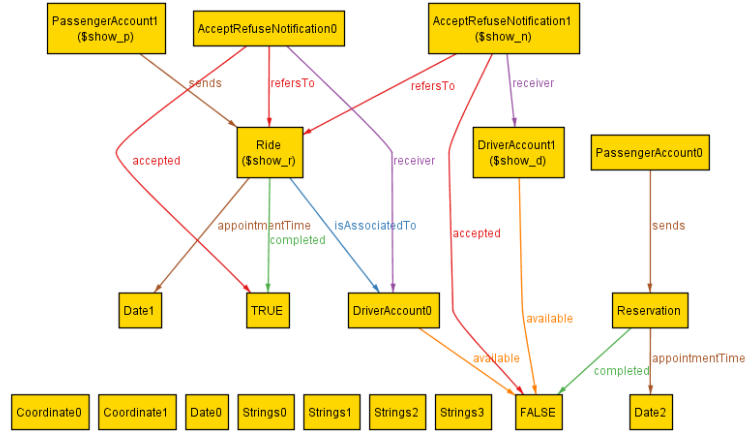 PassengerAccount1
($show_p)
AcceptRefuseNotification0
AcceptRefuseNotification1
($show_n)
sends
refersTo
refersTo
receiver
Ride
($show_r)
DriverAccount1
($show_d)
PassengerAccount0
accepted
receiver
appointmentTime
completed
isAssociatedTo
accepted
sends
Date1
TRUE
DriverAccount0
available
Reservation
available
completed
appointmentTime
Coordinate0
Coordinate1
Date0
Strings0
Strings1
Strings2
Strings3
FALSE
Date2